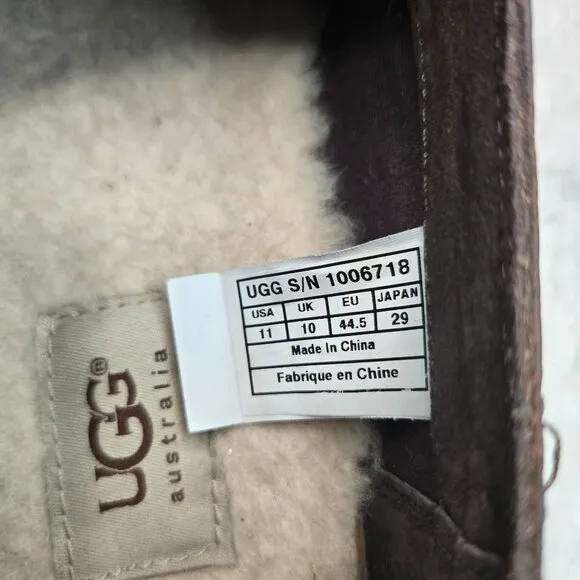 UGG S/N 1006718
USA UK EU JAPAN
11 10 44.5 29
Made In China
Fabrique en Chine
UGG®
australia